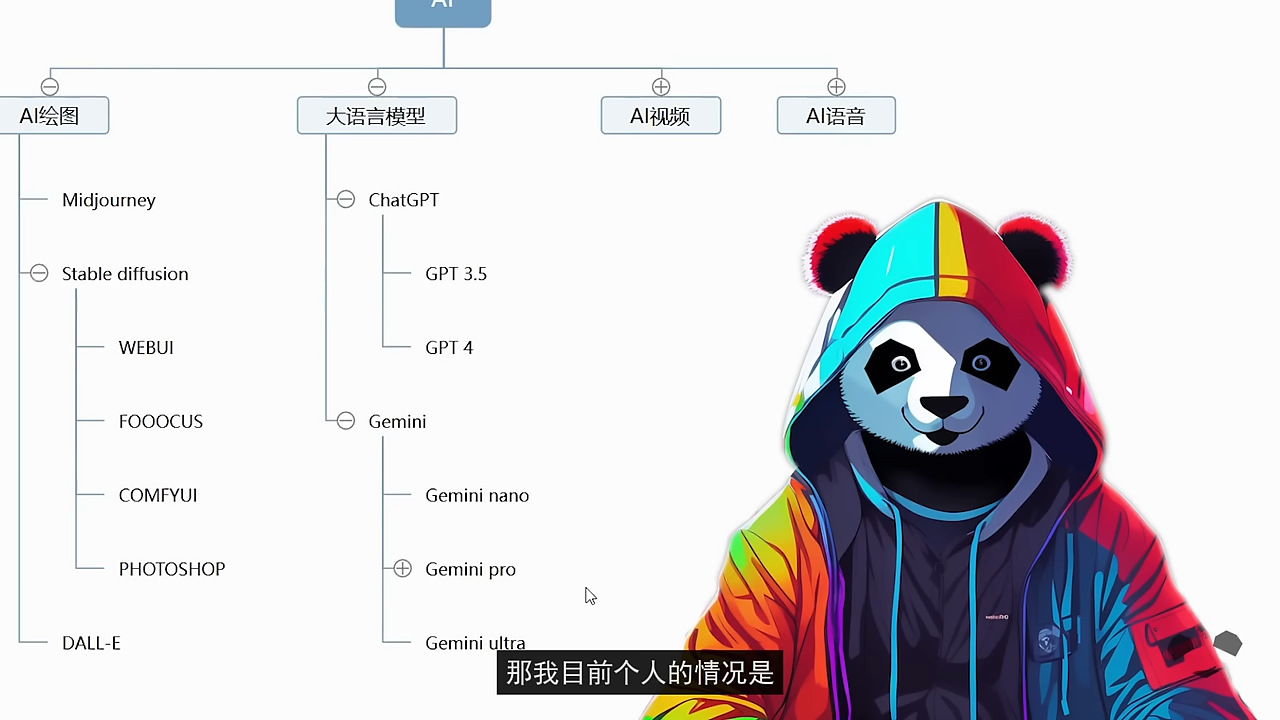 AI
AI绘图
大语言模型
AI视频
AI语音
Midjourney
Stable diffusion
WEBUI
FOOOCUS
COMFYUI
PHOTOSHOP
DALL-E
ChatGPT
GPT 3.5
GPT 4
Gemini
Gemini nano
Gemini pro
Gemini ultra
那我目前个人的情况是